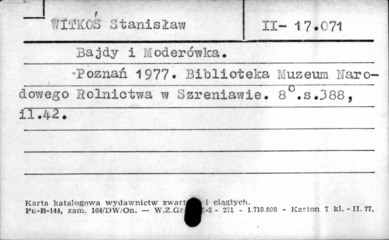 WITKOŚ Stanisław II- 17.071
Bajdy i Moderówka.
Poznań 1977. Biblioteka Muzeum Naro-
dowego Rolnictwa w Szreniawie. 8°.s.388,
il.42.
Karta katalogowa wydawnictw zwart i ciągłych.
Pu-B-144, zam. 164/DW/On. — W.Z.Gr. -2 - 271 - 1.710.000 - Karton 7 kl. - II. 77.